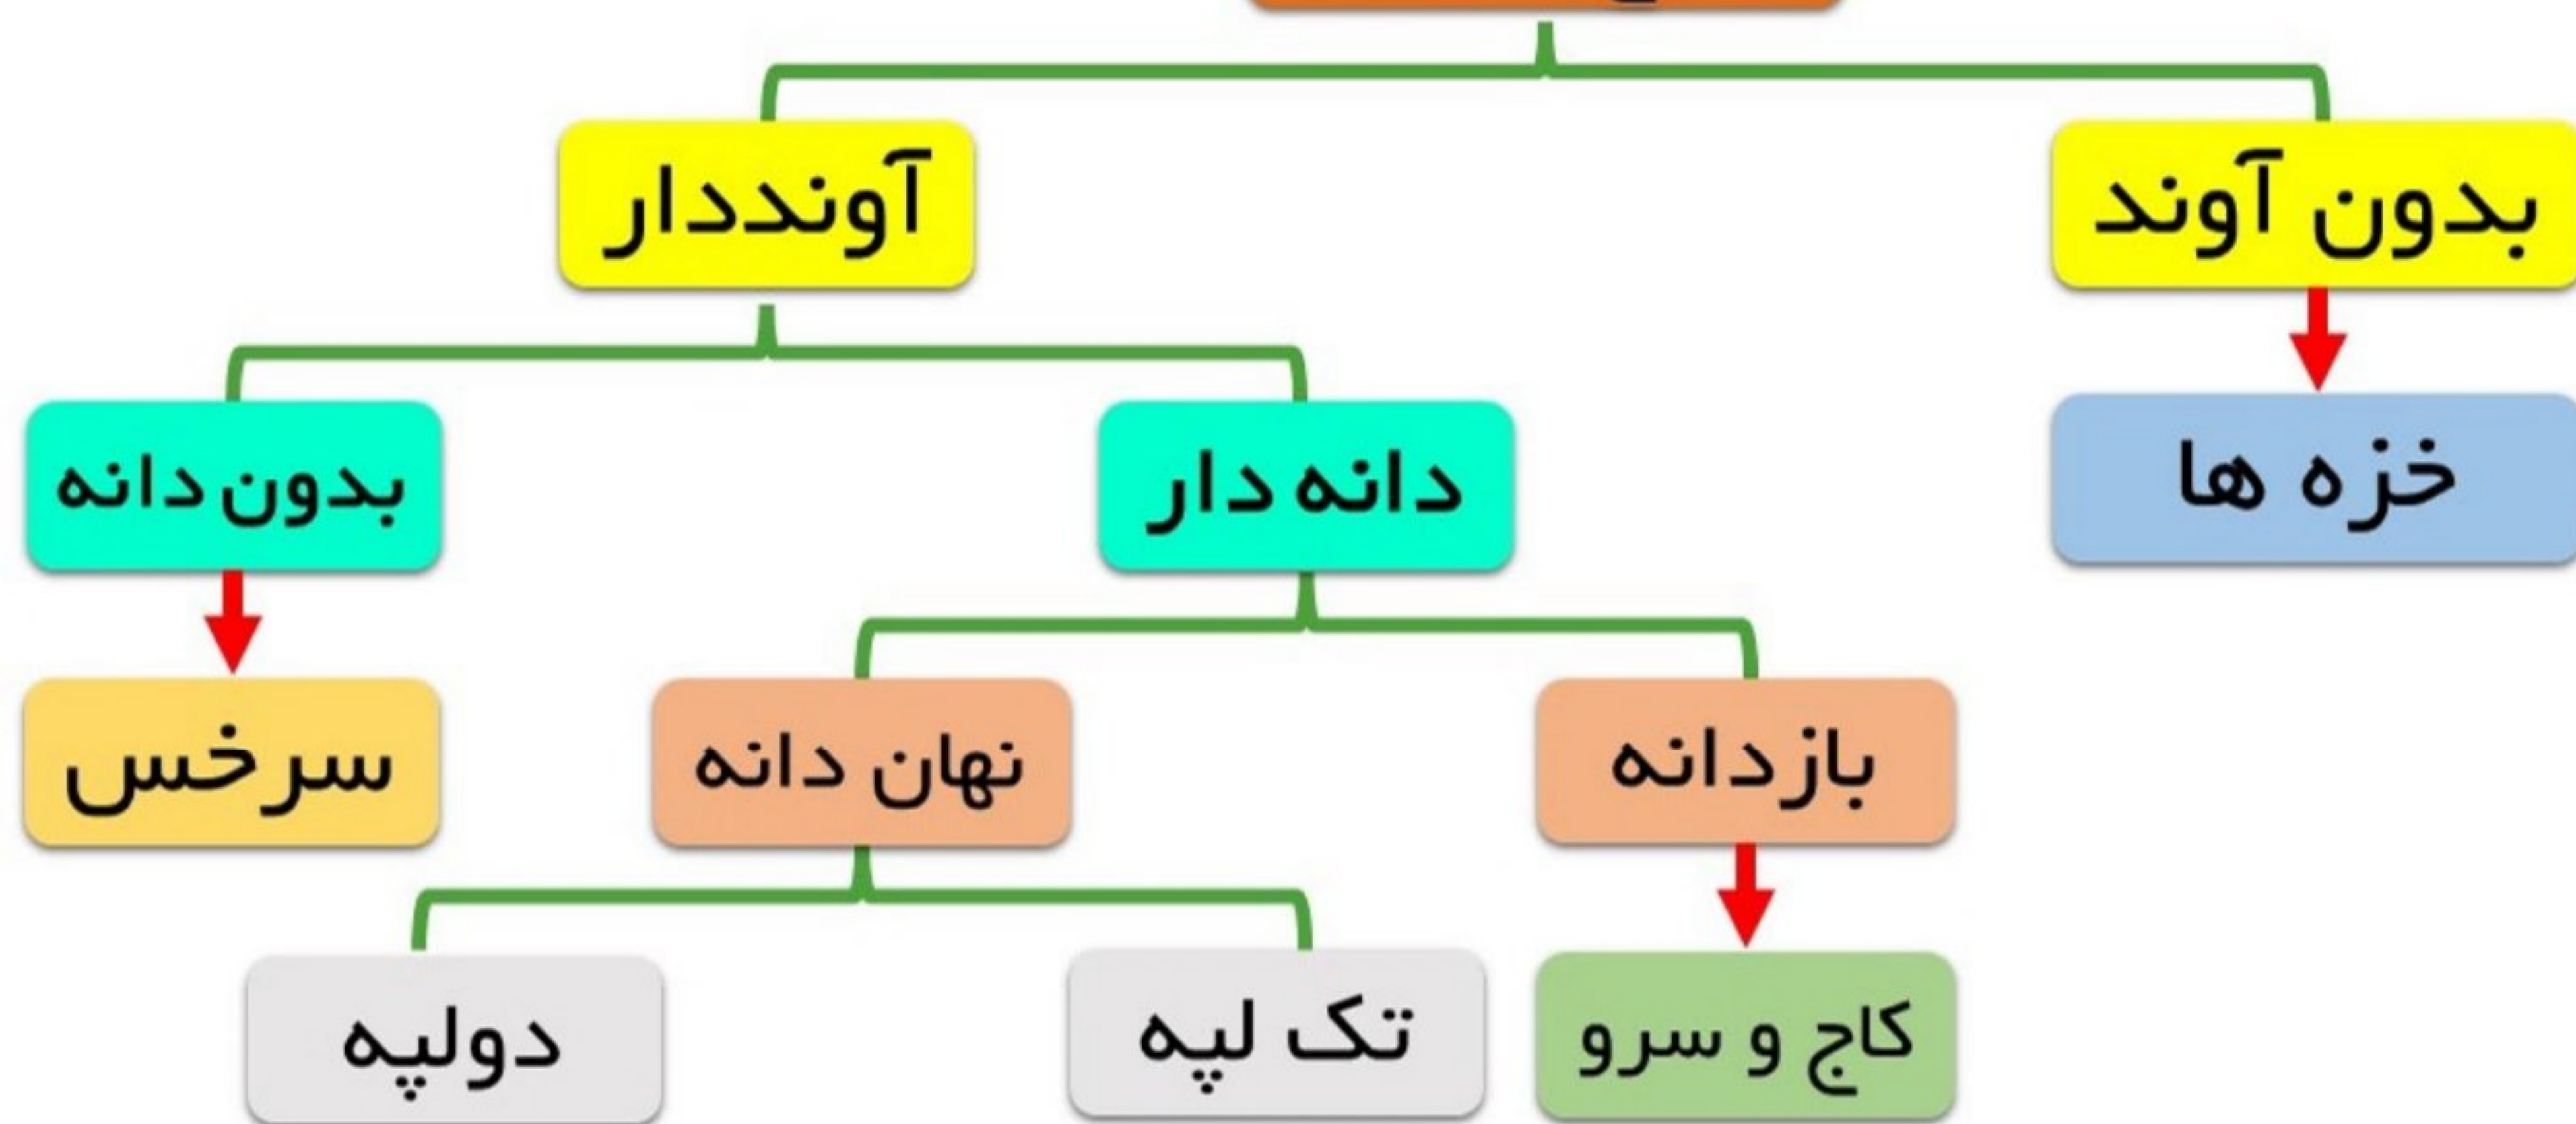 بدون آوند
آونددار
خزه ها
دانه دار
بدون دانه
بازدانه
نهان دانه
سرخس
کاج و سرو
تک لپه
دولپه